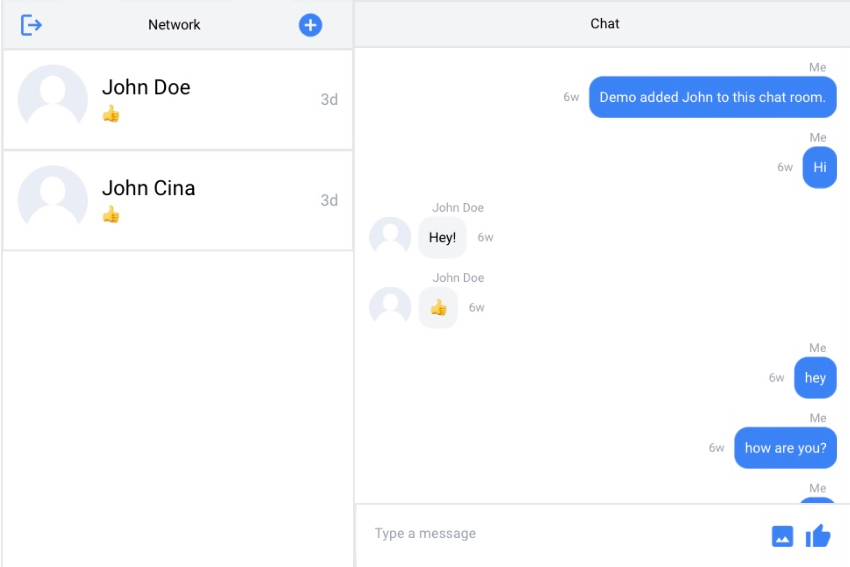 Network
John Doe
👍
3d
John Cina
👍
3d
Chat
Me
6w
Demo added John to this chat room.
Me
6w
Hi
John Doe
Hey!
6w
John Doe
👍
6w
Me
6w
hey
Me
6w
how are you?
Me
Type a message